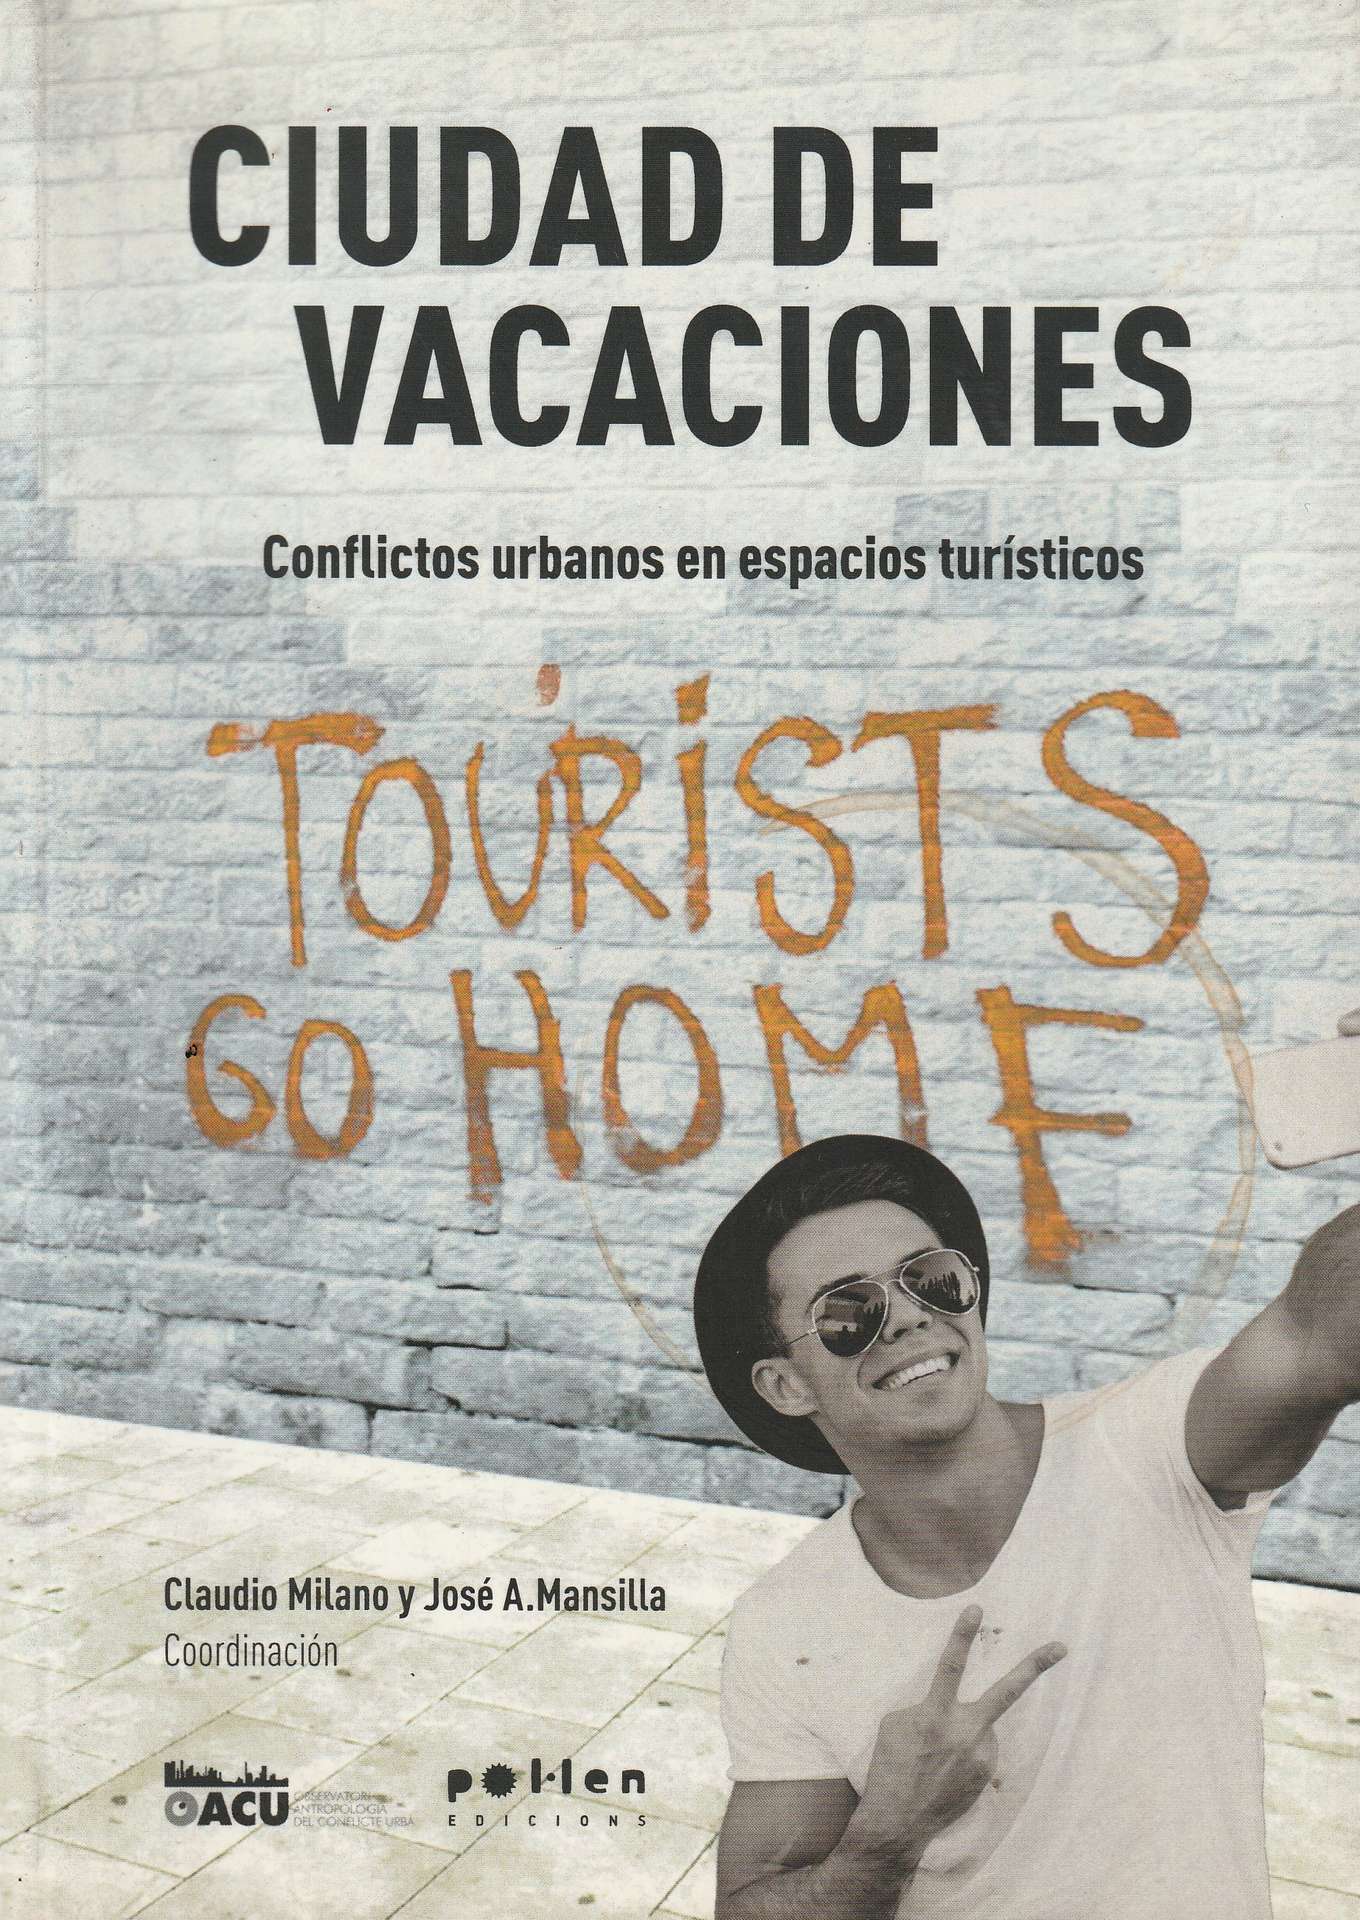 CIUDAD DE
VACACIONES
Conflictos urbanos en espacios turísticos
TOURISTS
GO HOME
Claudio Milano y José A.Mansilla
Coordinación
OACU
OBSERVATORI
ANTROPOLOGIA
DEL CONFLICTE URBÀ
pol·len
EDICIONS